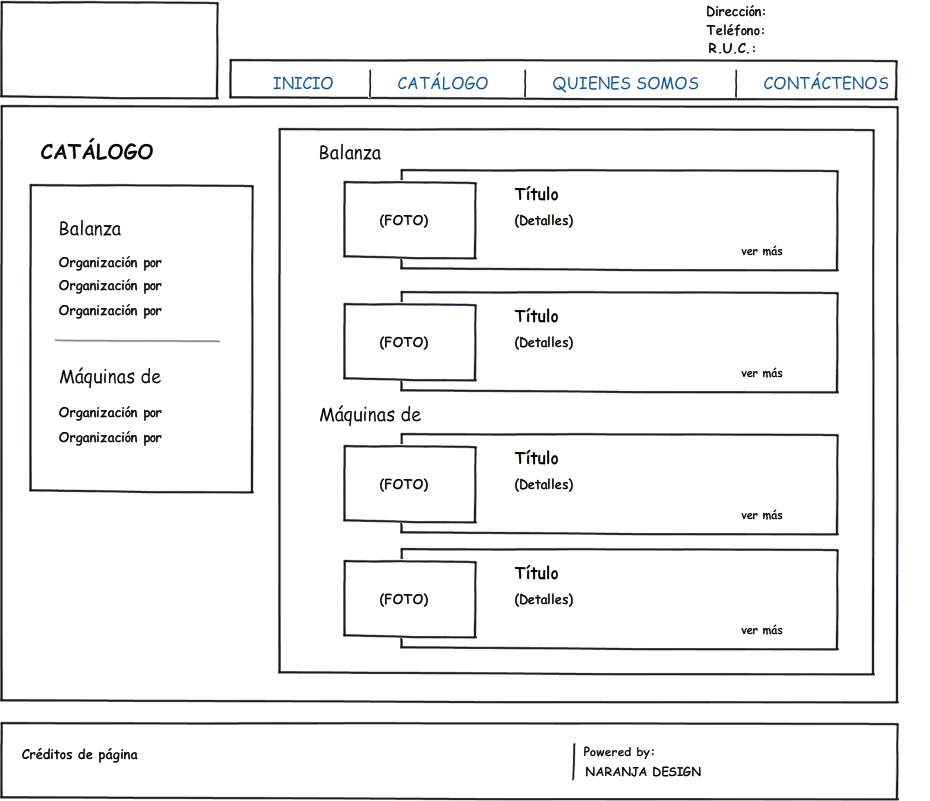 Dirección:
Teléfono:
R.U.C.:
INICIO
CATÁLOGO
QUIENES SOMOS
CONTÁCTENOS
CATÁLOGO
Balanza
Organización por
Organización por
Organización por
Máquinas de
Organización por
Organización por
Balanza
(FOTO)
Título
(Detalles)
ver más
(FOTO)
Título
(Detalles)
ver más
Máquinas de
(FOTO)
Título
(Detalles)
ver más
(FOTO)
Título
(Detalles)
ver más
Créditos de página
Powered by:
NARANJA DESIGN